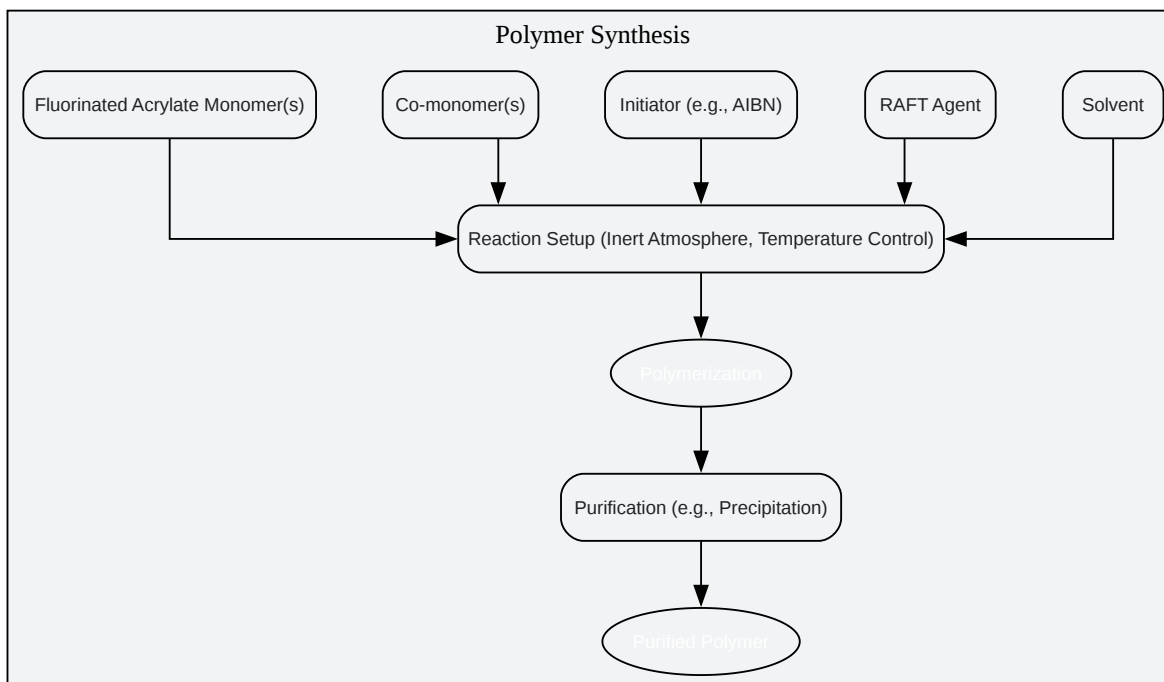 Polymer Synthesis
Fluorinated Acrylate Monomer(s)
Co-monomer(s)
Initiator (e.g., AIBN)
RAFT Agent
Solvent
Reaction Setup (Inert Atmosphere, Temperature Control)
Polymerization
Purification (e.g., Precipitation)
Purified Polymer